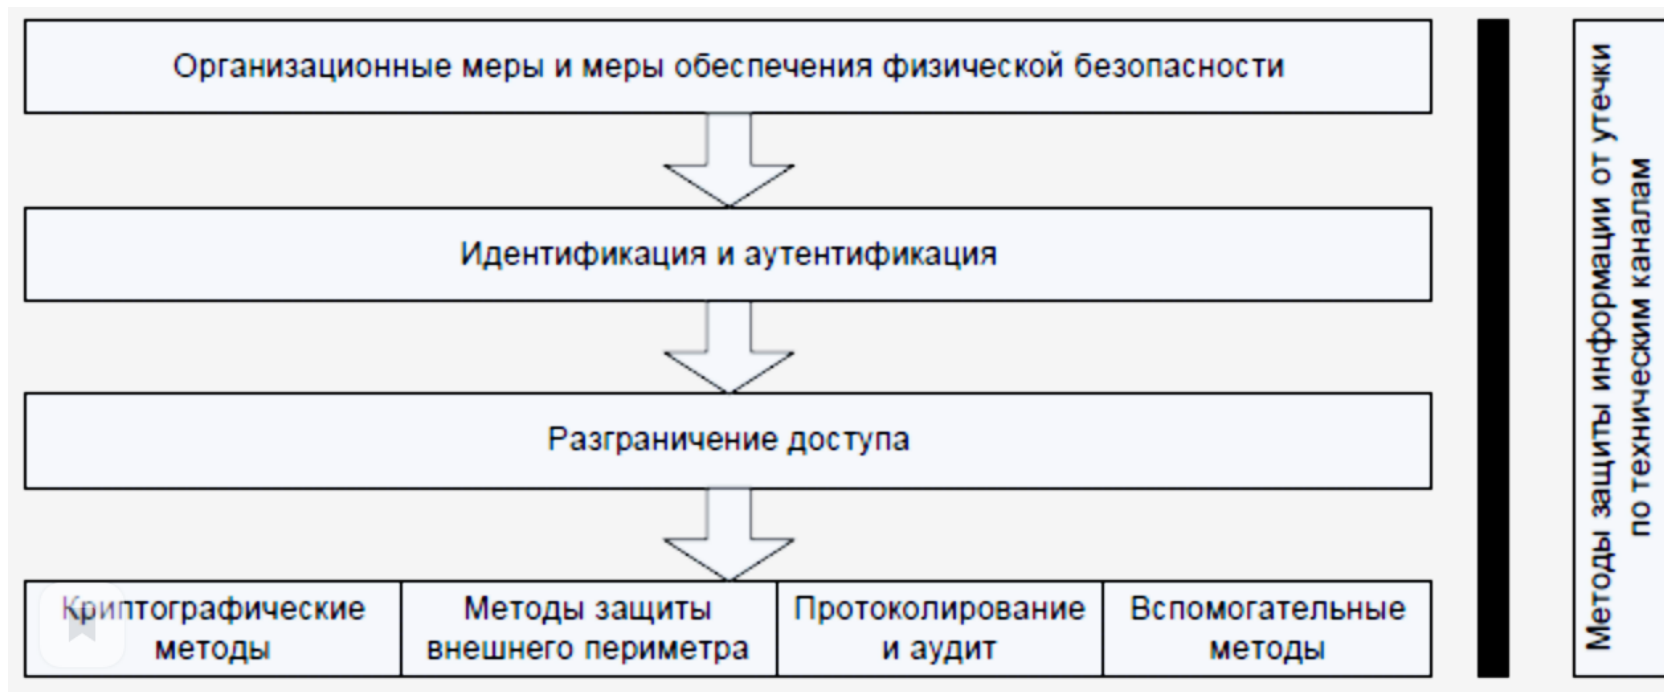 Организационные меры и меры обеспечения физической безопасности
Идентификация и аутентификация
Разграничение доступа
Криптографические
методы
Методы защиты
внешнего периметра
Протоколирование
и аудит
Вспомогательные
методы
Методы защиты информации от утечки
по техническим каналам